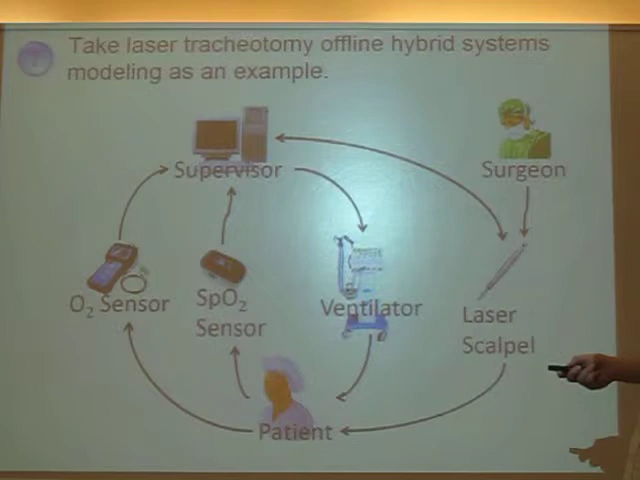 Take laser tracheotomy offline hybrid systems
modeling as an example.
Supervisor
Surgeon
O₂ Sensor
SpO₂
Sensor
Ventilator
Laser
Scalpel
Patient